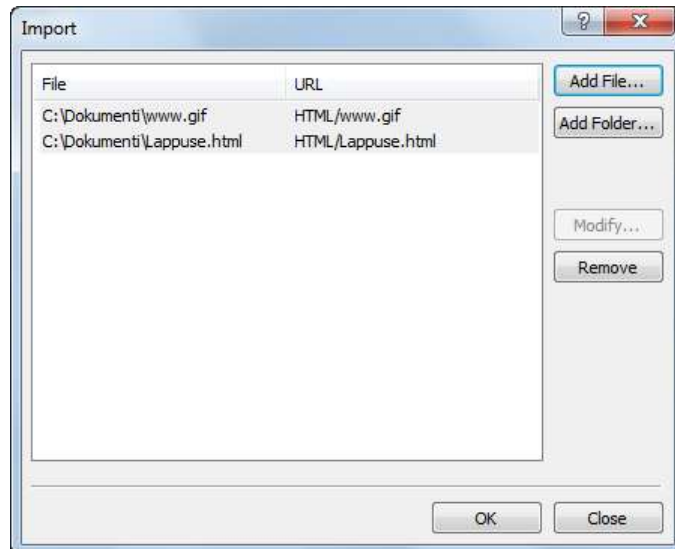 Import
File URL
C:\Dokumenti\www.gif HTML/www.gif
C:\Dokumenti\Lappuse.html HTML/Lappuse.html
Add File...
Add Folder...
Modify...
Remove
OK Close